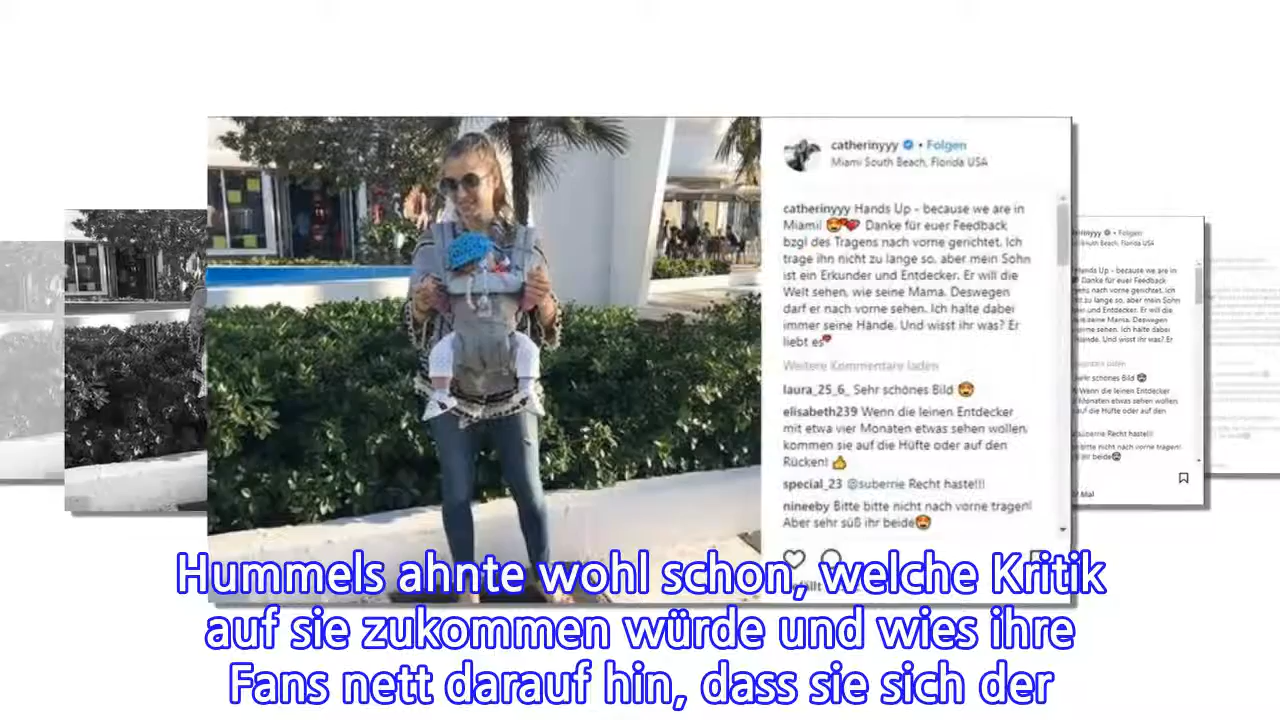 catherinyyy • Folgen
Miami South Beach, Florida USA
catherinyyy Hands Up - because we are in
Miami! 😍💕 Danke für euer Feedback
bzgl des Tragens nach vorne gerichtet. Ich
trage ihn nicht zu lange so, aber mein Sohn
ist ein Erkunder und Entdecker. Er will die
Welt sehen, wie seine Mama. Deswegen
darf er nach vorne sehen. Ich halte dabei
immer seine Hände. Und wisst ihr was? Er
liebt es💕
Weitere Kommentare laden
laura_25_6_ Sehr schönes Bild 😍
elisabeth239 Wenn die leinen Entdecker
mit etwa vier Monaten etwas sehen wollen,
kommen sie auf die Hüfte oder auf den
Rücken! 👍
special_23 @suberrie Recht haste!!!
nineeby Bitte bitte nicht nach vorne tragen!
Aber sehr süß ihr beide😍
Hummels ahnte wohl schon, welche Kritik
auf sie zukommen würde und wies ihre
Fans nett darauf hin, dass sie sich der